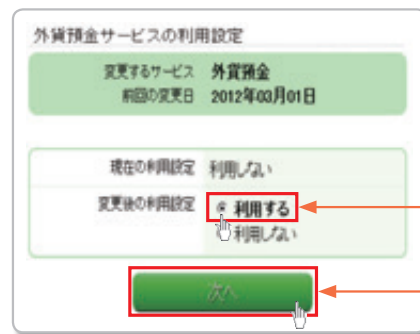 外貨預金サービスの利用設定
変更するサービス 外貨預金
前回の変更日 2012年03月01日
現在の利用設定 利用しない
変更後の利用設定 利用する
利用しない
次へ